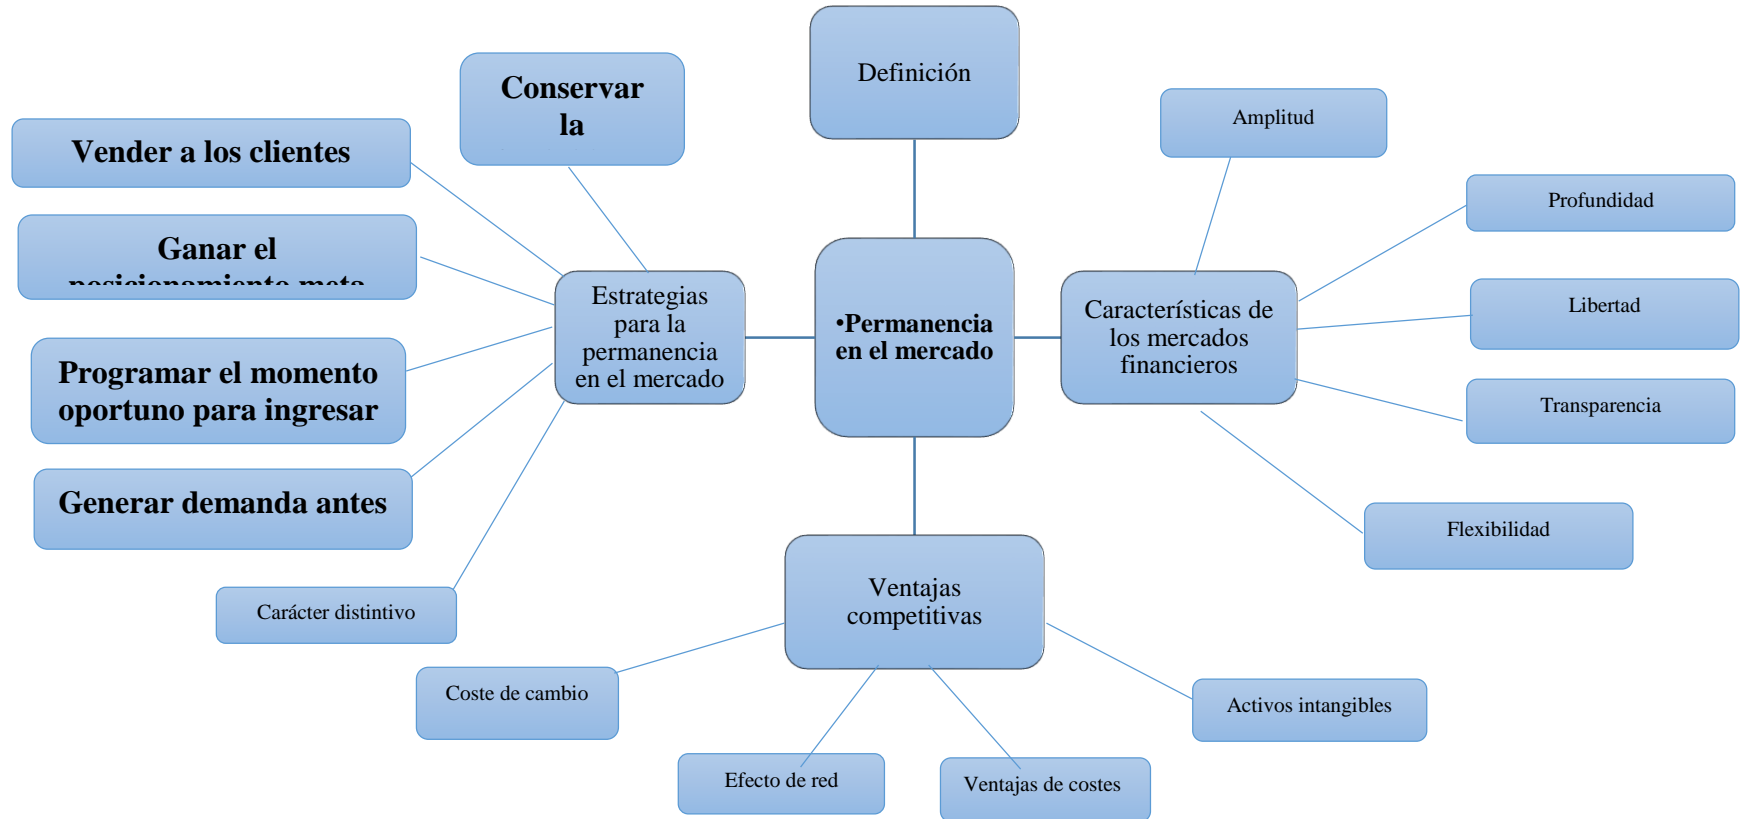 Definición
Conservar
la
Amplitud
Vender a los clientes
Profundidad
Ganar el
posicionamiento meta
Estrategias
para la
permanencia
en el mercado
•Permanencia
en el mercado
Características de
los mercados
financieros
Libertad
Programar el momento
oportuno para ingresar
Transparencia
Generar demanda antes
Flexibilidad
Carácter distintivo
Ventajas
competitivas
Coste de cambio
Activos intangibles
Efecto de red
Ventajas de costes